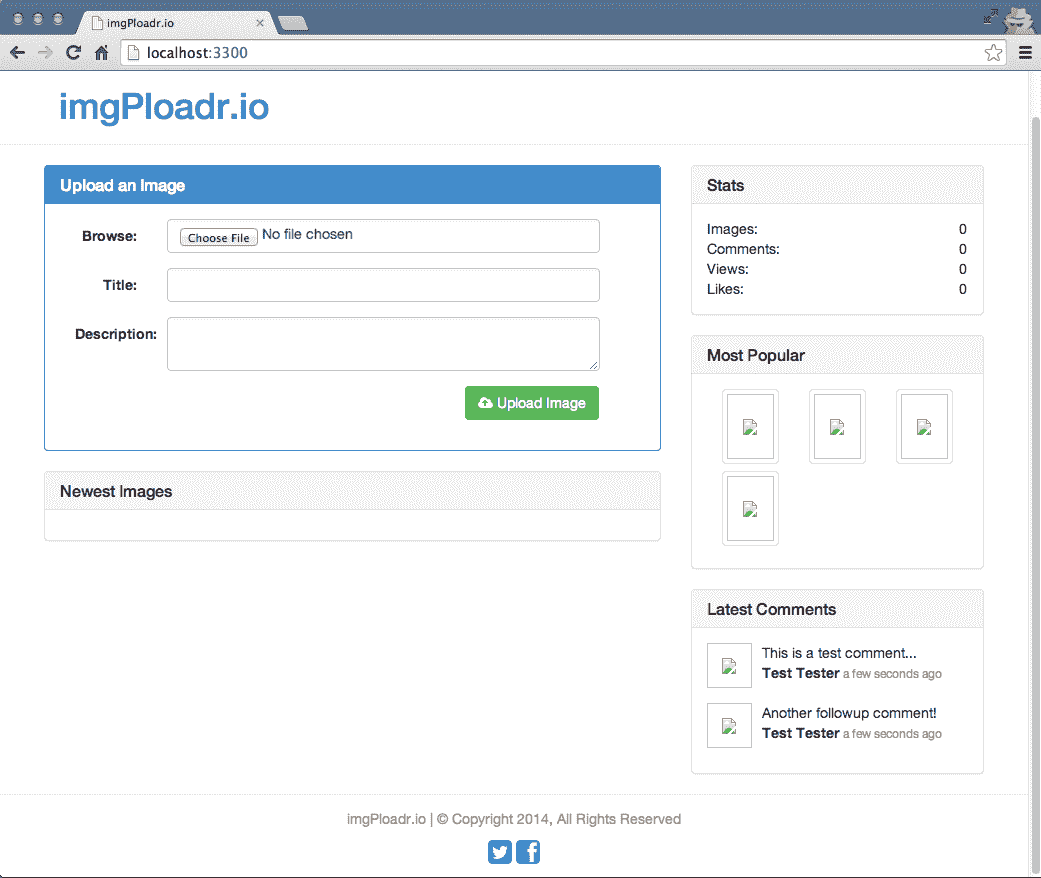 imgPloadr.io
localhost:3300
imgPloadr.io
Upload an Image
Browse: Choose File No file chosen
Title:
Description:
Upload Image
Newest Images
Stats
Images: 0
Comments: 0
Views: 0
Likes: 0
Most Popular
Latest Comments
This is a test comment...
Test Tester a few seconds ago
Another followup comment!
Test Tester a few seconds ago
imgPloadr.io | © Copyright 2014, All Rights Reserved